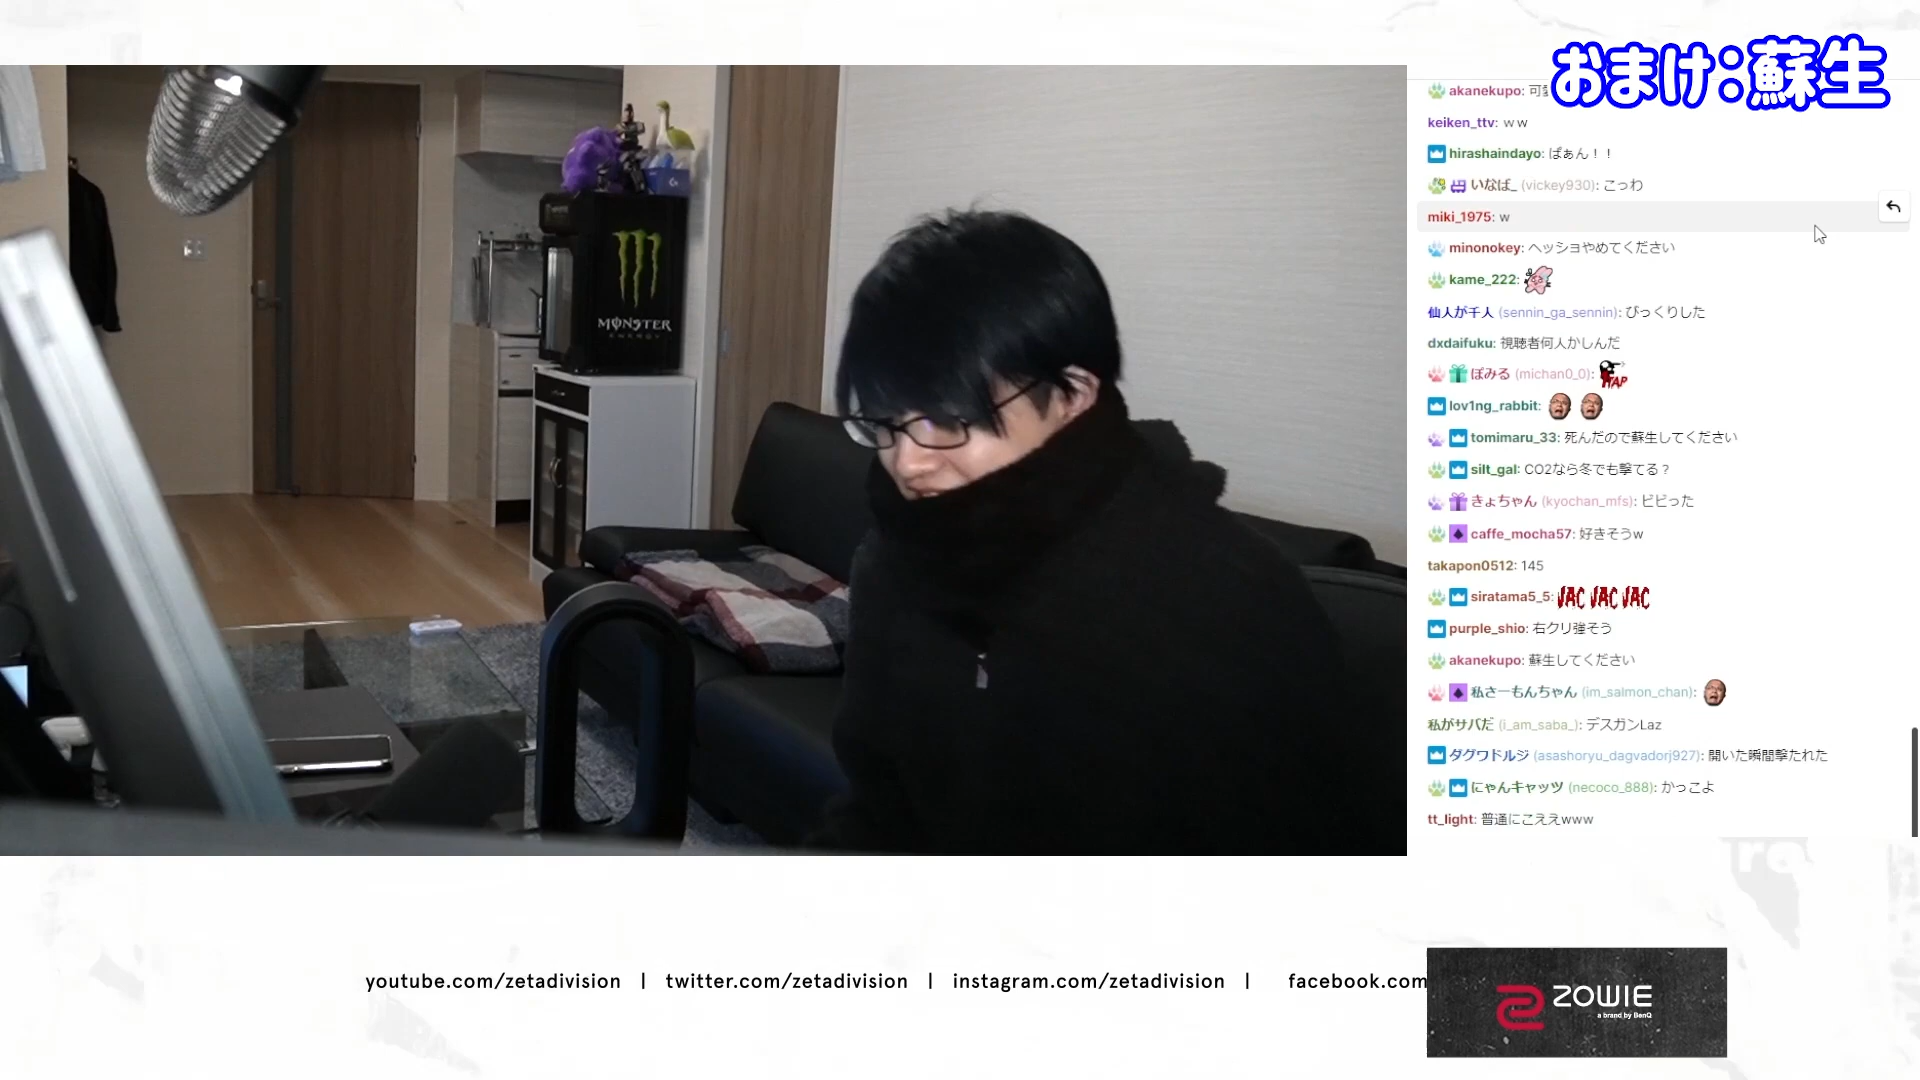 おまけ:蘇生
akanekupo: 可
keiken_ttv: ww
hirashaindayo: ぱぁん！！
いなば_ (vickey930): こっわ
miki_1975: w
minonokey: ヘッショやめてください
kame_222:
仙人が千人 (sennin_ga_sennin): びっくりした
dxdaifuku: 視聴者何人かしんだ
ぽみる (michan0_0):
lov1ng_rabbit:
tomimaru_33: 死んだので蘇生してください
silt_gal: CO2なら冬でも撃てる？
きょちゃん (kyochan_mfs): ビビった
caffe_mocha57: 好きそうw
takapon0512: 145
siratama5_5: VAC VAC VAC
purple_shio: 右クリ強そう
akanekupo: 蘇生してください
私さーもんちゃん (im_salmon_chan):
私がサバだ (i_am_saba_): デスガンLaz
ダグワドルジ (asashoryu_dagvadorj927): 開いた瞬間撃たれた
にゃんキャッツ (necoco_888): かっこよ
tt_light: 普通にこええwww
MONSTER
ENERGY
youtube.com/zetadivision | twitter.com/zetadivision | instagram.com/zetadivision | facebook.com
ZOWIE
a brand by BenQ